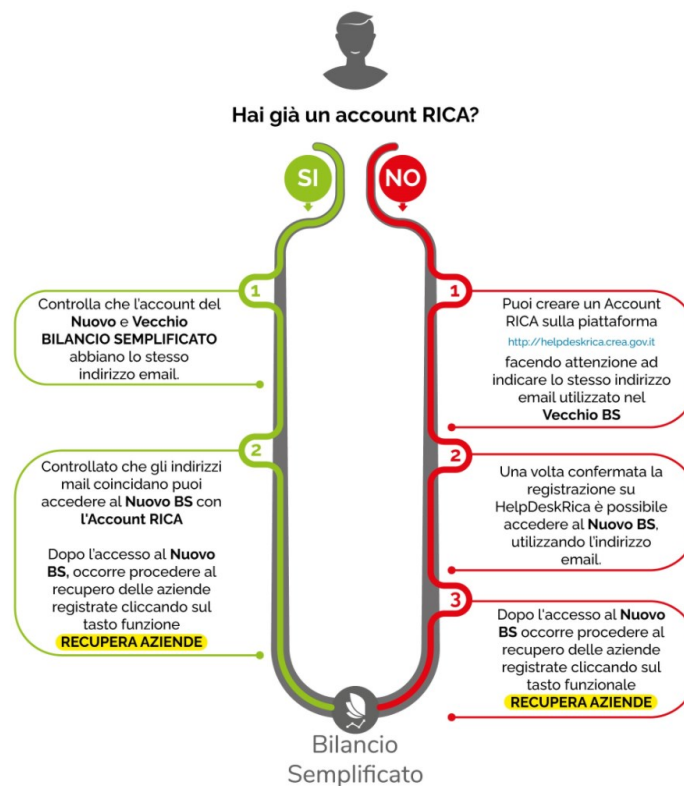 Hai già un account RICA?
SI
NO
1
Controlla che l'account del
Nuovo e Vecchio
BILANCIO SEMPLIFICATO
abbiano lo stesso
indirizzo email.
2
Controllato che gli indirizzi
mail coincidano puoi
accedere al Nuovo BS con
l'Account RICA
Dopo l'accesso al Nuovo
BS, occorre procedere al
recupero delle aziende
registrate cliccando sul
tasto funzione
RECUPERA AZIENDE
1
Puoi creare un Account
RICA sulla piattaforma
http://helpdeskrica.crea.gov.it
facendo attenzione ad
indicare lo stesso indirizzo
email utilizzato nel
Vecchio BS
2
Una volta confermata la
registrazione su
HelpDeskRica è possibile
accedere al Nuovo BS,
utilizzando l'indirizzo
email.
3
Dopo l'accesso al Nuovo
BS occorre procedere al
recupero delle aziende
registrate cliccando sul
tasto funzionale
RECUPERA AZIENDE
Bilancio
Semplificato